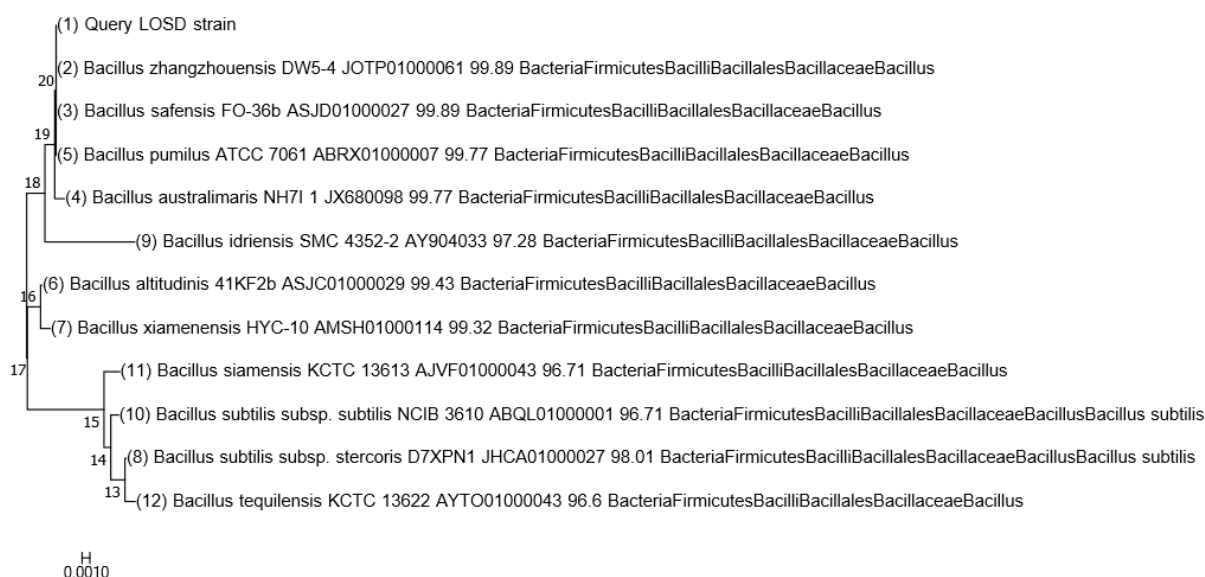 (1) Query LOSD strain
20
(2) Bacillus zhangzhouensis DW5-4 JOTP01000061 99.89 BacteriaFirmicutesBacilliBacillalesBacillaceaeBacillus
(3) Bacillus safensis FO-36b ASJD01000027 99.89 BacteriaFirmicutesBacilliBacillalesBacillaceaeBacillus
19
(5) Bacillus pumilus ATCC 7061 ABRX01000007 99.77 BacteriaFirmicutesBacilliBacillalesBacillaceaeBacillus
18
(4) Bacillus australimaris NH7I 1 JX680098 99.77 BacteriaFirmicutesBacilliBacillalesBacillaceaeBacillus
(9) Bacillus idriensis SMC 4352-2 AY904033 97.28 BacteriaFirmicutesBacilliBacillalesBacillaceaeBacillus
(6) Bacillus altitudinis 41KF2b ASJC01000029 99.43 BacteriaFirmicutesBacilliBacillalesBacillaceaeBacillus
16
(7) Bacillus xiamenensis HYC-10 AMSH01000114 99.32 BacteriaFirmicutesBacilliBacillalesBacillaceaeBacillus
17
(11) Bacillus siamensis KCTC 13613 AJVF01000043 96.71 BacteriaFirmicutesBacilliBacillalesBacillaceaeBacillus
(10) Bacillus subtilis subsp. subtilis NCIB 3610 ABQL01000001 96.71 BacteriaFirmicutesBacilliBacillalesBacillaceaeBacillusBacillus subtilis
15
(8) Bacillus subtilis subsp. stercoris D7XPN1 JHCA01000027 98.01 BacteriaFirmicutesBacilliBacillalesBacillaceaeBacillusBacillus subtilis
14
13
(12) Bacillus tequilensis KCTC 13622 AYTO01000043 96.6 BacteriaFirmicutesBacilliBacillalesBacillaceaeBacillus
0.0010